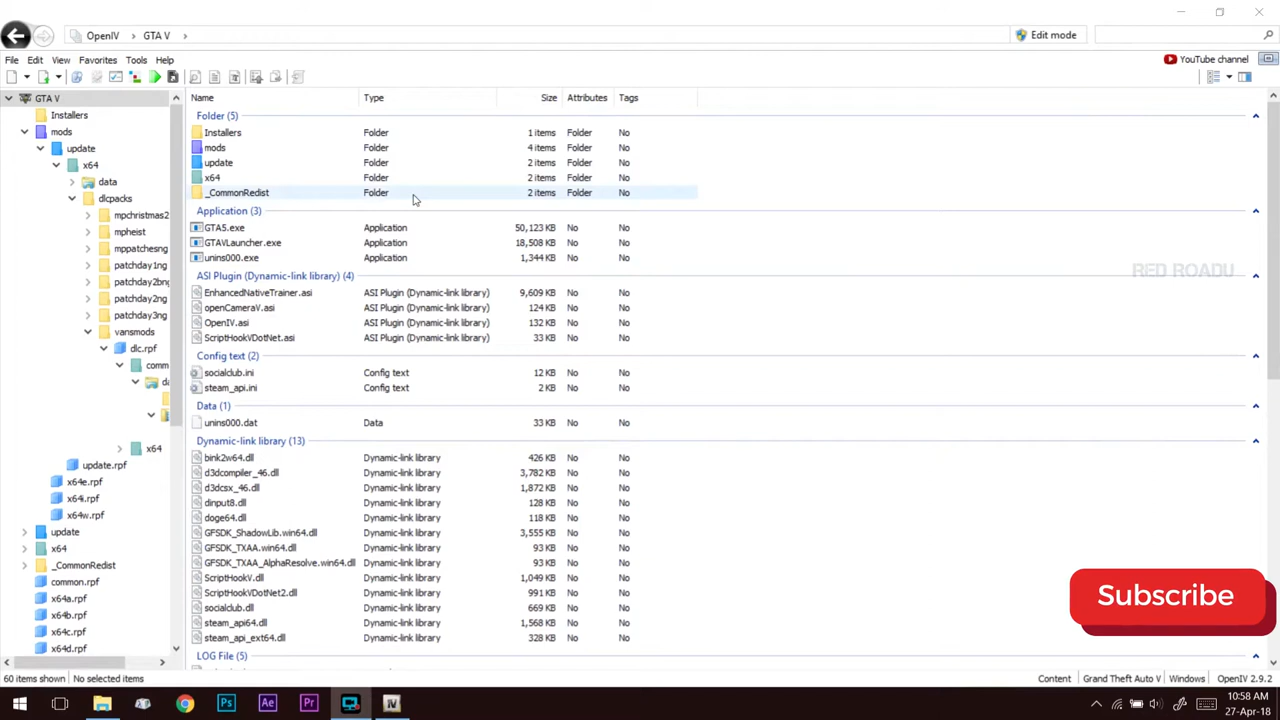 OpenIV > GTA V >
Edit mode
File Edit View Favorites Tools Help
YouTube channel
GTA V
Installers
mods
update
x64
data
dlcpacks
mpchristmas2
mpheist
mppatchesng
patchday1ng
patchday2bng
patchday2ng
patchday3ng
vansmods
dlc.rpf
comm
da
x64
update.rpf
x64e.rpf
x64i.rpf
x64w.rpf
update
x64
_CommonRedist
common.rpf
x64a.rpf
x64b.rpf
x64c.rpf
x64d.rpf
Name Type Size Attributes Tags
Folder (5)
Installers Folder 1 items Folder No
mods Folder 4 items Folder No
update Folder 2 items Folder No
x64 Folder 2 items Folder No
_CommonRedist Folder 2 items Folder No
Application (3)
GTA5.exe Application 50,123 KB No No
GTAVLauncher.exe Application 18,508 KB No No
unins000.exe Application 1,344 KB No No
ASI Plugin (Dynamic-link library) (4)
EnhancedNativeTrainer.asi ASI Plugin (Dynamic-link library) 9,609 KB No No
openCameraV.asi ASI Plugin (Dynamic-link library) 124 KB No No
OpenIV.asi ASI Plugin (Dynamic-link library) 132 KB No No
ScriptHookVDotNet.asi ASI Plugin (Dynamic-link library) 33 KB No No
Config text (2)
socialclub.ini Config text 12 KB No No
steam_api.ini Config text 2 KB No No
Data (1)
unins000.dat Data 33 KB No No
Dynamic-link library (13)
bink2w64.dll Dynamic-link library 426 KB No No
d3dcompiler_46.dll Dynamic-link library 3,782 KB No No
d3dcsx_46.dll Dynamic-link library 1,872 KB No No
dinput8.dll Dynamic-link library 128 KB No No
doge64.dll Dynamic-link library 118 KB No No
GFSDK_ShadowLib.win64.dll Dynamic-link library 3,555 KB No No
GFSDK_TXAA.win64.dll Dynamic-link library 93 KB No No
GFSDK_TXAA_AlphaResolve.win64.dll Dynamic-link library 93 KB No No
ScriptHookV.dll Dynamic-link library 1,049 KB No No
ScriptHookVDotNet2.dll Dynamic-link library 991 KB No No
socialclub.dll Dynamic-link library 669 KB No No
steam_api64.dll Dynamic-link library 1,568 KB No No
steam_api_ext64.dll Dynamic-link library 328 KB No No
LOG File (5)
RED ROADU
Subscribe
60 items shown No selected items Content Grand Theft Auto V Windows OpenIV 2.9.2
Ps Ae Pr IV
10:58 AM
27-Apr-18